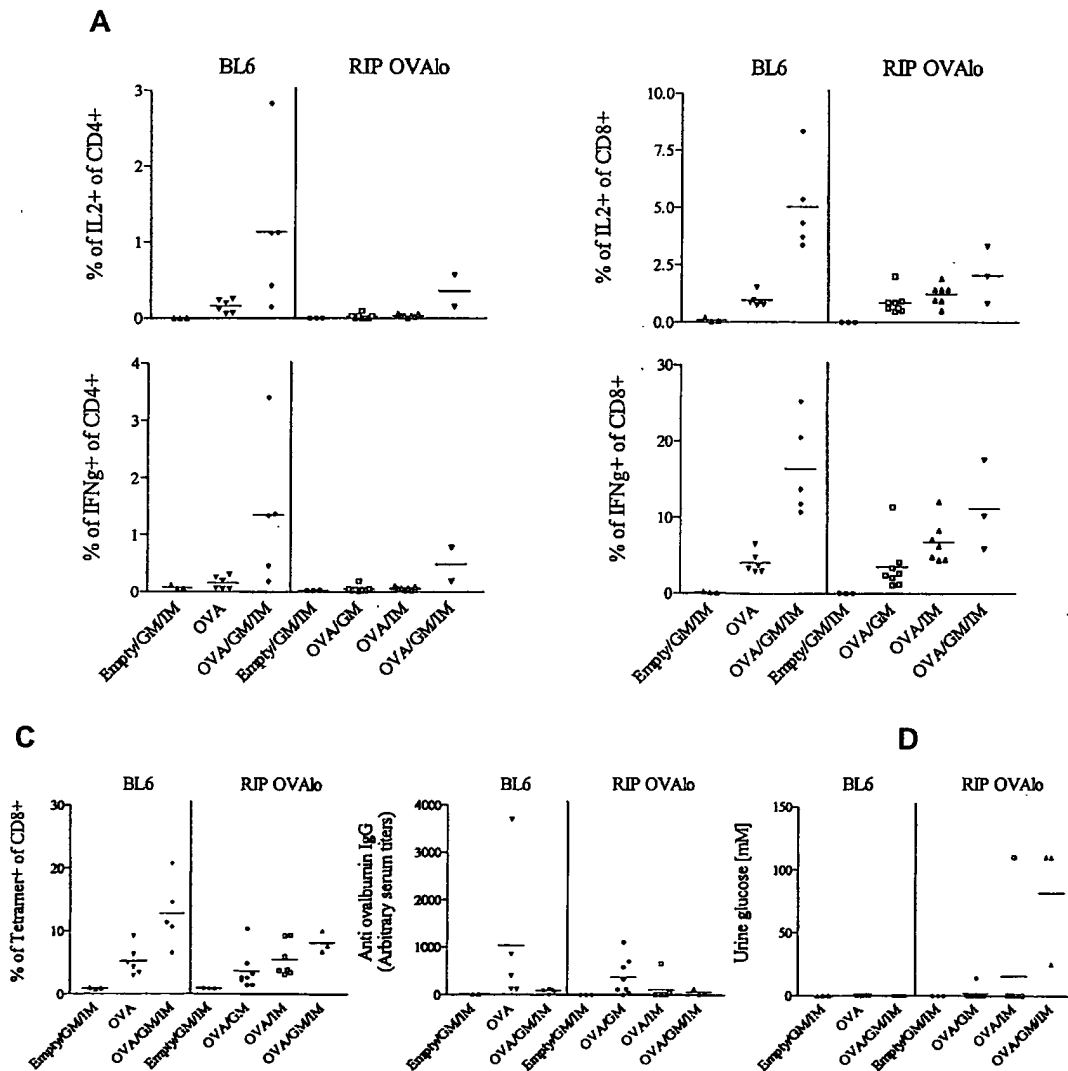 A
BL6 RIP OVAlo
% of IL2+ of CD4+
3
2
1
0
BL6 RIP OVAlo
% of IL2+ of CD8+
10.0
7.5
5.0
2.5
0.0
% of IFNg+ of CD4+
4
3
2
1
0
Empty/GM/IM
OVA
OVA/GM/IM
Empty/GM/IM
OVA/GM
OVA/IM
OVA/GM/IM
% of IFNg+ of CD8+
30
20
10
0
Empty/GM/IM
OVA
OVA/GM/IM
Empty/GM/IM
OVA/GM
OVA/IM
OVA/GM/IM
C
BL6 RIP OVAlo
% of Tetramer+ of CD8+
30
20
10
0
Empty/GM/IM
OVA
OVA/GM/IM
Empty/GM/IM
OVA/GM
OVA/IM
OVA/GM/IM
BL6 RIP OVAlo
Anti ovalbumin IgG
(Arbitrary serum titers)
4000
3000
2000
1000
0
Empty/GM/IM
OVA
OVA/GM/IM
Empty/GM/IM
OVA/GM
OVA/IM
OVA/GM/IM
D
BL6 RIP OVAlo
Urine glucose [mM]
150
100
50
0
Empty/GM/IM
OVA
OVA/GM/IM
Empty/GM/IM
OVA/GM
OVA/IM
OVA/GM/IM